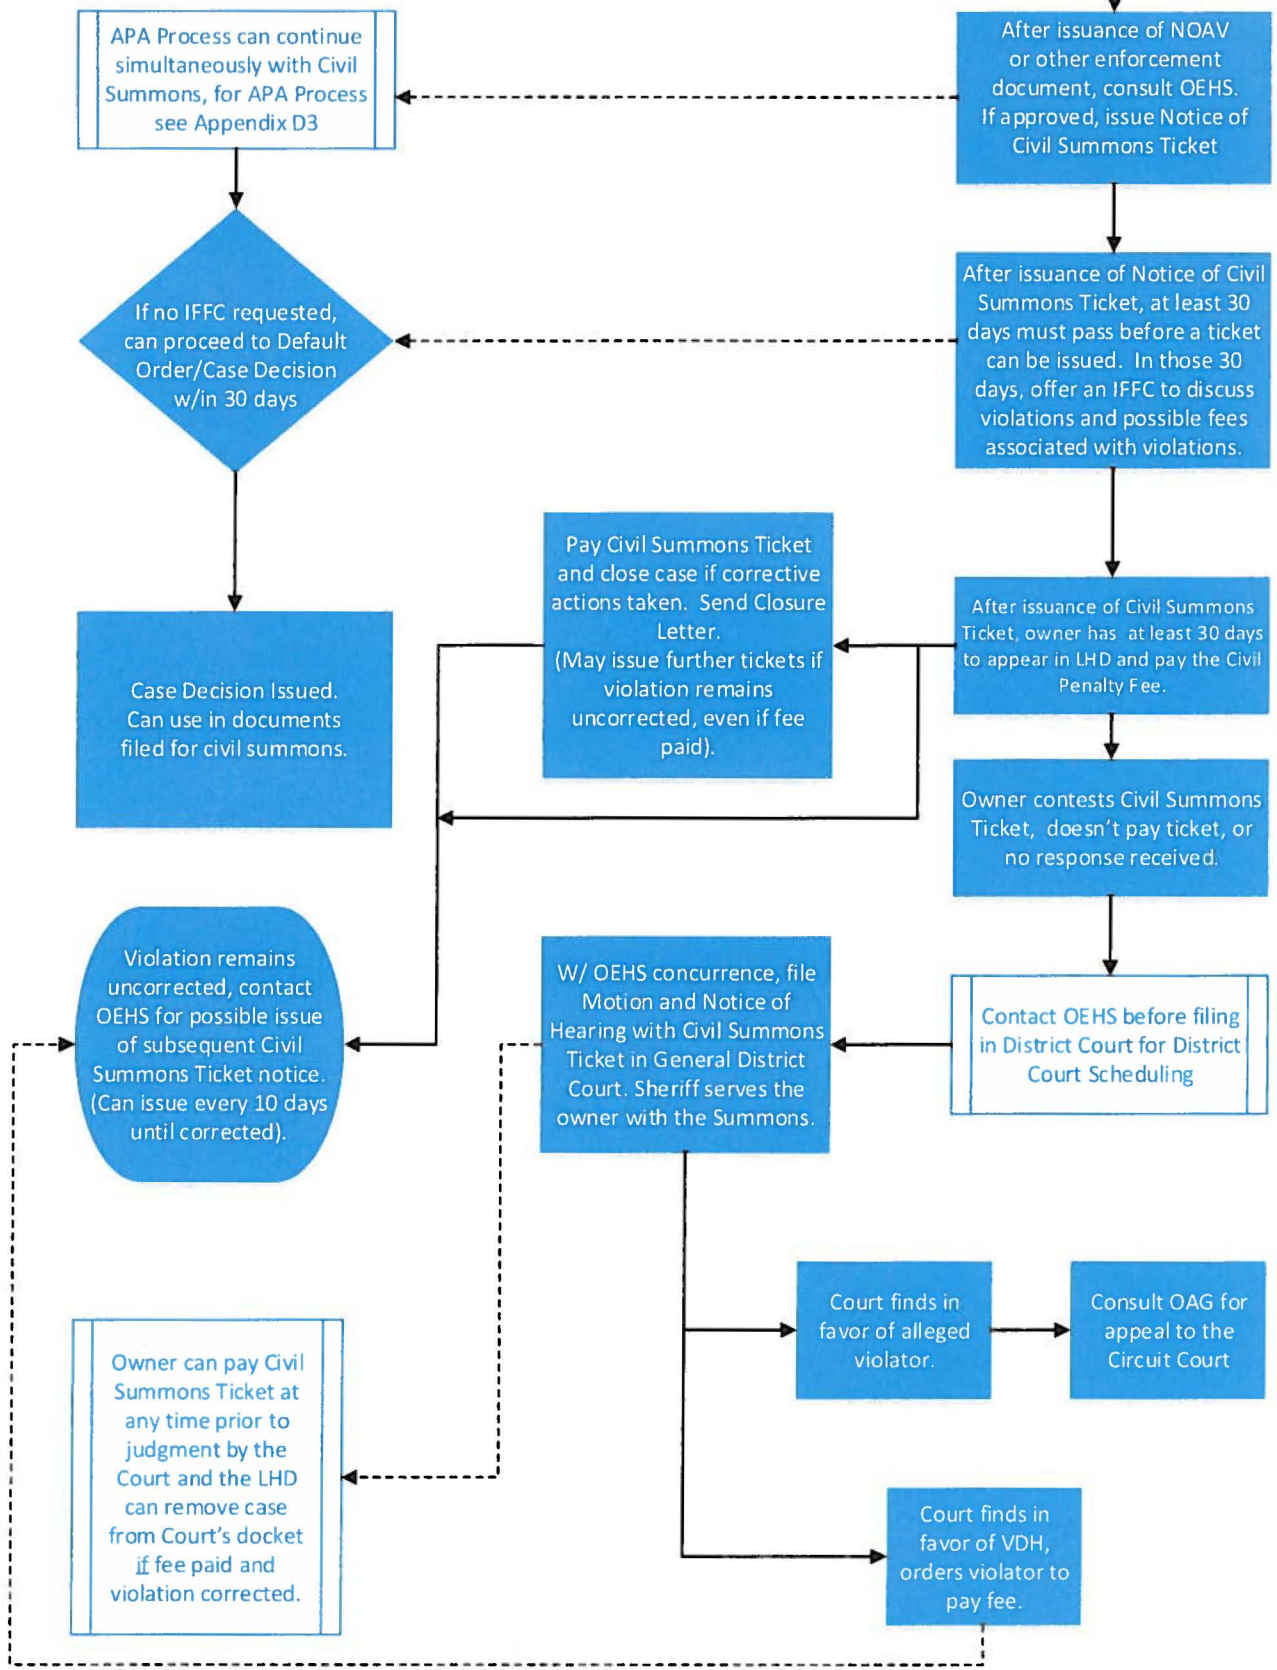 APA Process can continue
simultaneously with Civil
Summons, for APA Process
see Appendix D3
After issuance of NOAV
or other enforcement
document, consult OEHS.
If approved, issue Notice of
Civil Summons Ticket
If no IFFC requested,
can proceed to Default
Order/Case Decision
w/in 30 days
After issuance of Notice of Civil
Summons Ticket, at least 30
days must pass before a ticket
can be issued. In those 30
days, offer an IFFC to discuss
violations and possible fees
associated with violations.
Pay Civil Summons Ticket
and close case if corrective
actions taken. Send Closure
Letter.
(May issue further tickets if
violation remains
uncorrected, even if fee
paid).
After issuance of Civil Summons
Ticket, owner has at least 30 days
to appear in LHD and pay the Civil
Penalty Fee.
Case Decision Issued.
Can use in documents
filed for civil summons.
Owner contests Civil Summons
Ticket, doesn't pay ticket, or
no response received.
Violation remains
uncorrected, contact
OEHS for possible issue
of subsequent Civil
Summons Ticket notice.
(Can issue every 10 days
until corrected).
W/ OEHS concurrence, file
Motion and Notice of
Hearing with Civil Summons
Ticket in General District
Court. Sheriff serves the
owner with the Summons.
Contact OEHS before filing
in District Court for District
Court Scheduling
Court finds in
favor of alleged
violator.
Consult OAG for
appeal to the
Circuit Court
Owner can pay Civil
Summons Ticket at
any time prior to
judgment by the
Court and the LHD
can remove case
from Court's docket
if fee paid and
violation corrected.
Court finds in
favor of VDH,
orders violator to
pay fee.